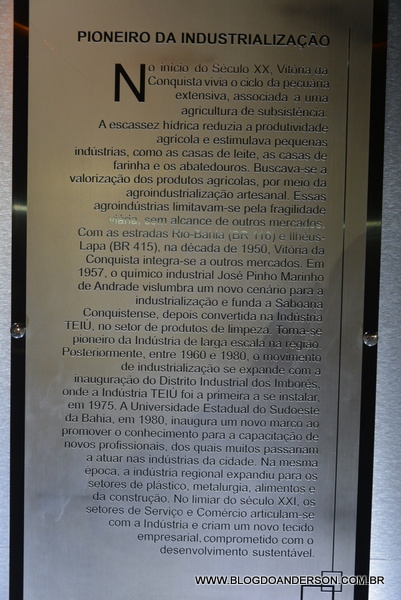 PIONEIRO DA INDUSTRIALIZAÇÃO
No início do Século XX, Vitória da
Conquista vivia o ciclo da pecuária
extensiva, associada a uma
agricultura de subsistência.
A escassez hídrica reduzia a produtividade
agrícola e estimulava pequenas
indústrias, como as casas de leite, as casas de
farinha e os abatedouros. Buscava-se a
valorização dos produtos agrícolas, por meio da
agroindustrialização artesanal. Essas
agroindústrias limitavam-se pela fragilidade
viária, sem alcance de outros mercados.
Com as estradas Rio-Bahia (BR 116) e Ilhéus-
Lapa (BR 415), na década de 1950, Vitória da
Conquista integra-se a outros mercados. Em
1957, o químico industrial José Pinho Marinho
de Andrade vislumbra um novo cenário para a
industrialização e funda a Saboaria
Conquistense, depois convertida na Indústria
TEIÚ, no setor de produtos de limpeza. Torna-se
pioneiro da Indústria de larga escala na região.
Posteriormente, entre 1960 e 1980, o movimento
de industrialização se expande com a
inauguração do Distrito Industrial dos Imborés,
onde a Indústria TEIÚ foi a primeira a se instalar,
em 1975. A Universidade Estadual do Sudoeste
da Bahia, em 1980, inaugura um novo marco ao
promover o conhecimento para a capacitação de
novos profissionais, dos quais muitos passariam
a atuar nas indústrias da cidade. Na mesma
época, a indústria regional expandiu para os
setores de plástico, metalurgia, alimentos e
da construção. No limiar do século XXI, os
setores de Serviço e Comércio articulam-se
com a Indústria e criam um novo tecido
empresarial, comprometido com o
desenvolvimento sustentável.
WWW.BLOGDOANDERSON.COM.BR